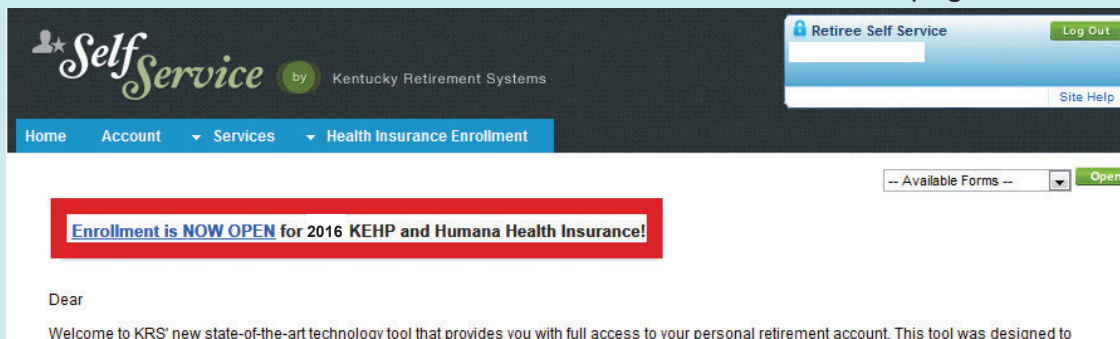 Self Service by Kentucky Retirement Systems
Retiree Self Service
Log Out
Site Help
Home Account Services Health Insurance Enrollment
-- Available Forms -- Open
Enrollment is NOW OPEN for 2016 KEHP and Humana Health Insurance!
Dear
Welcome to KRS' new state-of-the-art technology tool that provides you with full access to your personal retirement account. This tool was designed to